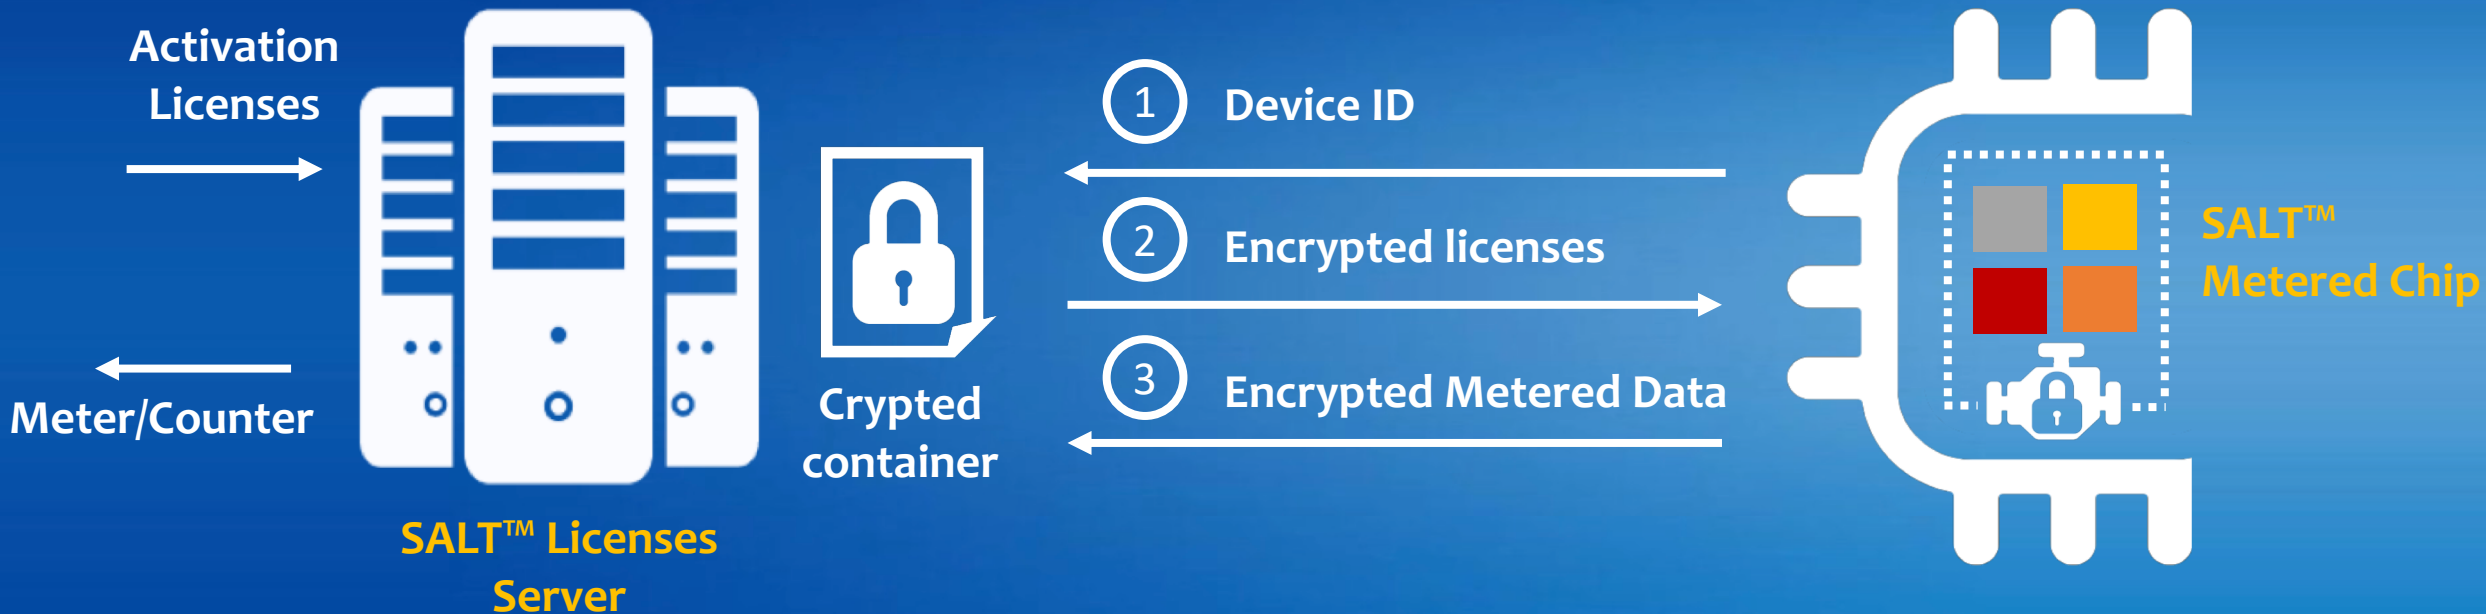 Activation
Licenses
Meter/Counter
SALT™ Licenses
Server
Crypted
container
1 Device ID
2 Encrypted licenses
3 Encrypted Metered Data
SALT™
Metered Chip